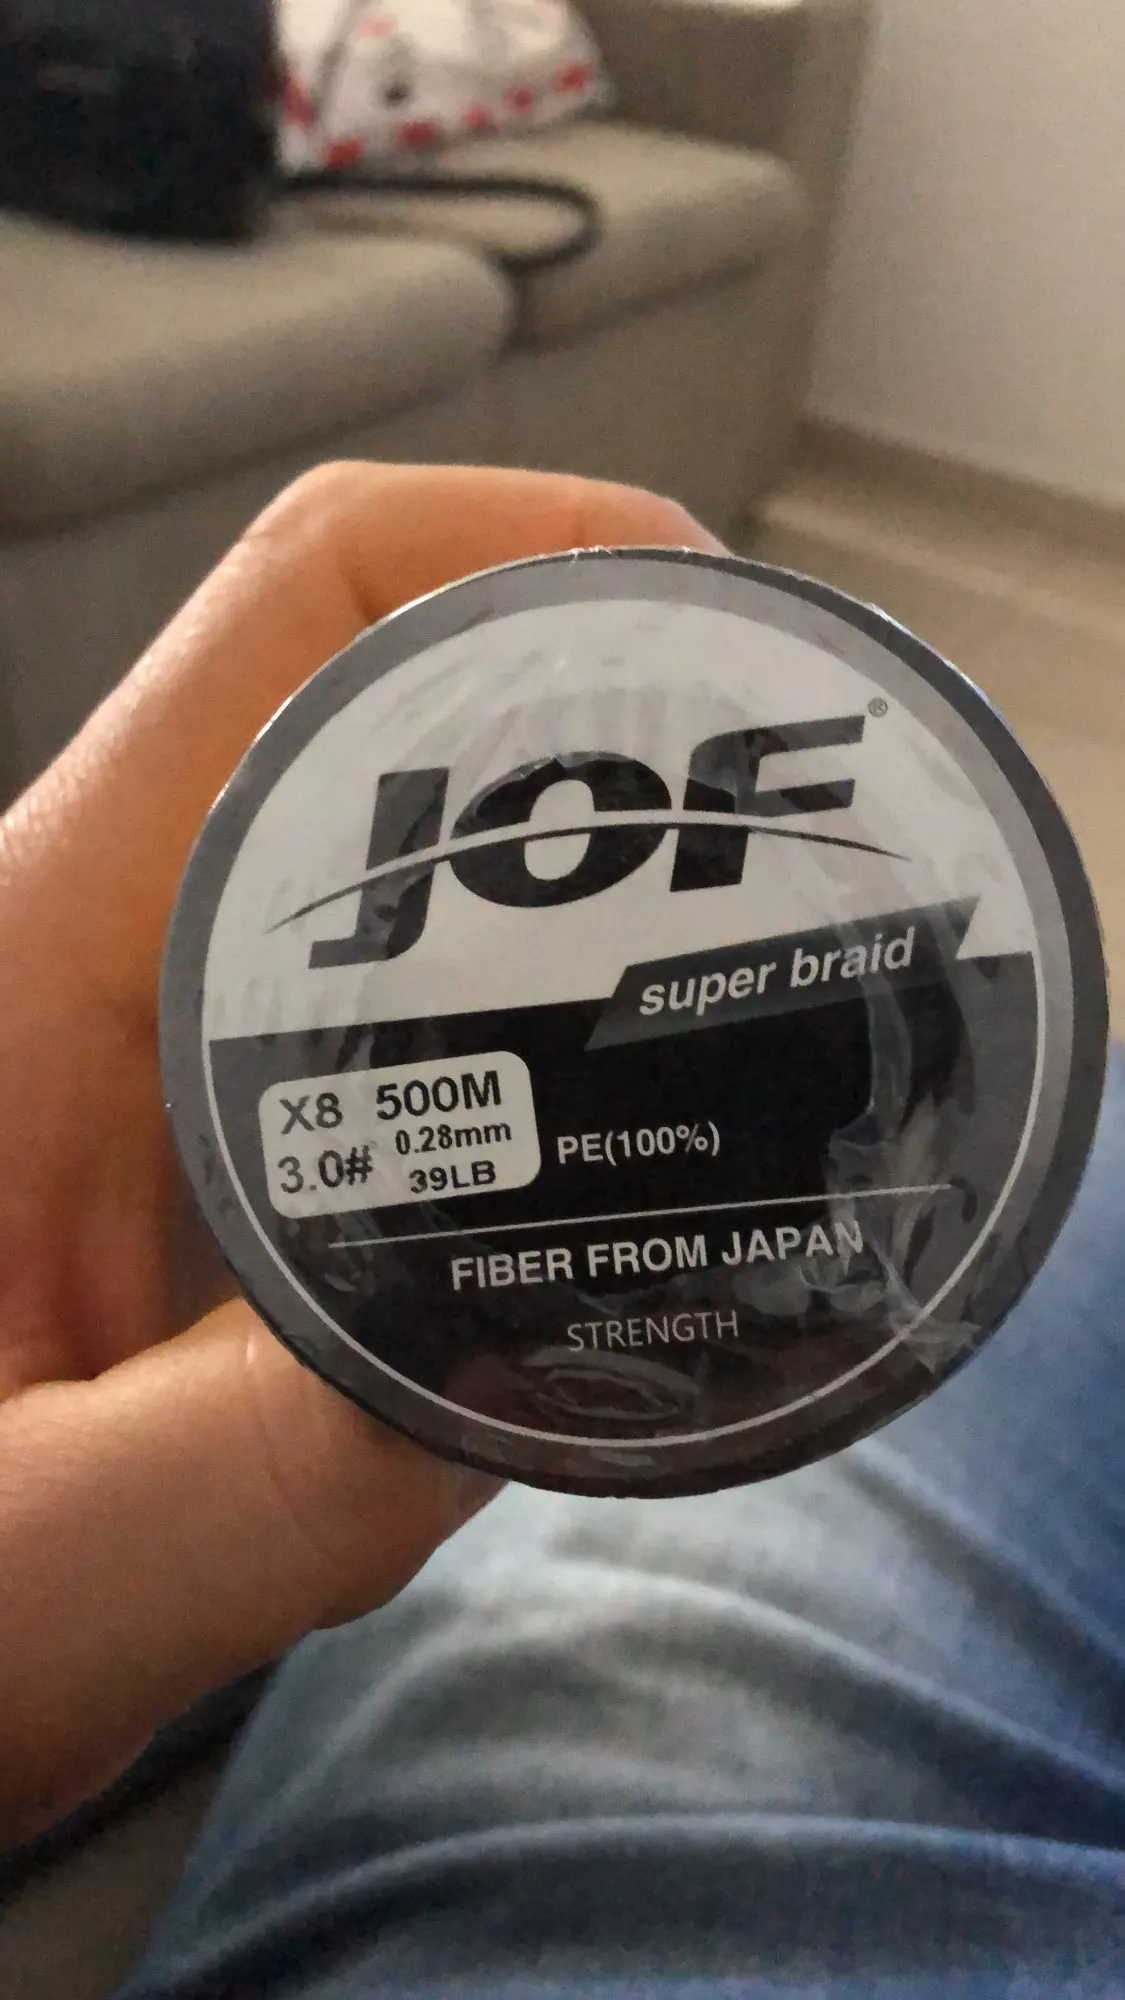 JOF®
super braid
X8 500M
3.0# 0.28mm
39LB
PE(100%)
FIBER FROM JAPAN
STRENGTH